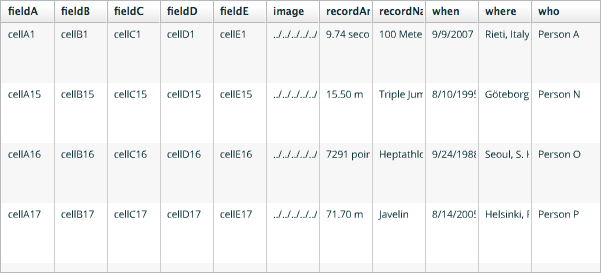 fieldA fieldB fieldC fieldD fieldE image recordAr recordNa when where who
cellA1 cellB1 cellC1 cellD1 cellE1 ../../../../../ 9.74 seco 100 Mete 9/9/2007 Rieti, Italy Person A
cellA15 cellB15 cellC15 cellD15 cellE15 ../../../../../ 15.50 m Triple Jum 8/10/1995 Göteborg Person N
cellA16 cellB16 cellC16 cellD16 cellE16 ../../../../../ 7291 poin Heptathlo 9/24/1988 Seoul, S. K Person O
cellA17 cellB17 cellC17 cellD17 cellE17 ../../../../../ 71.70 m Javelin 8/14/2005 Helsinki, F Person P